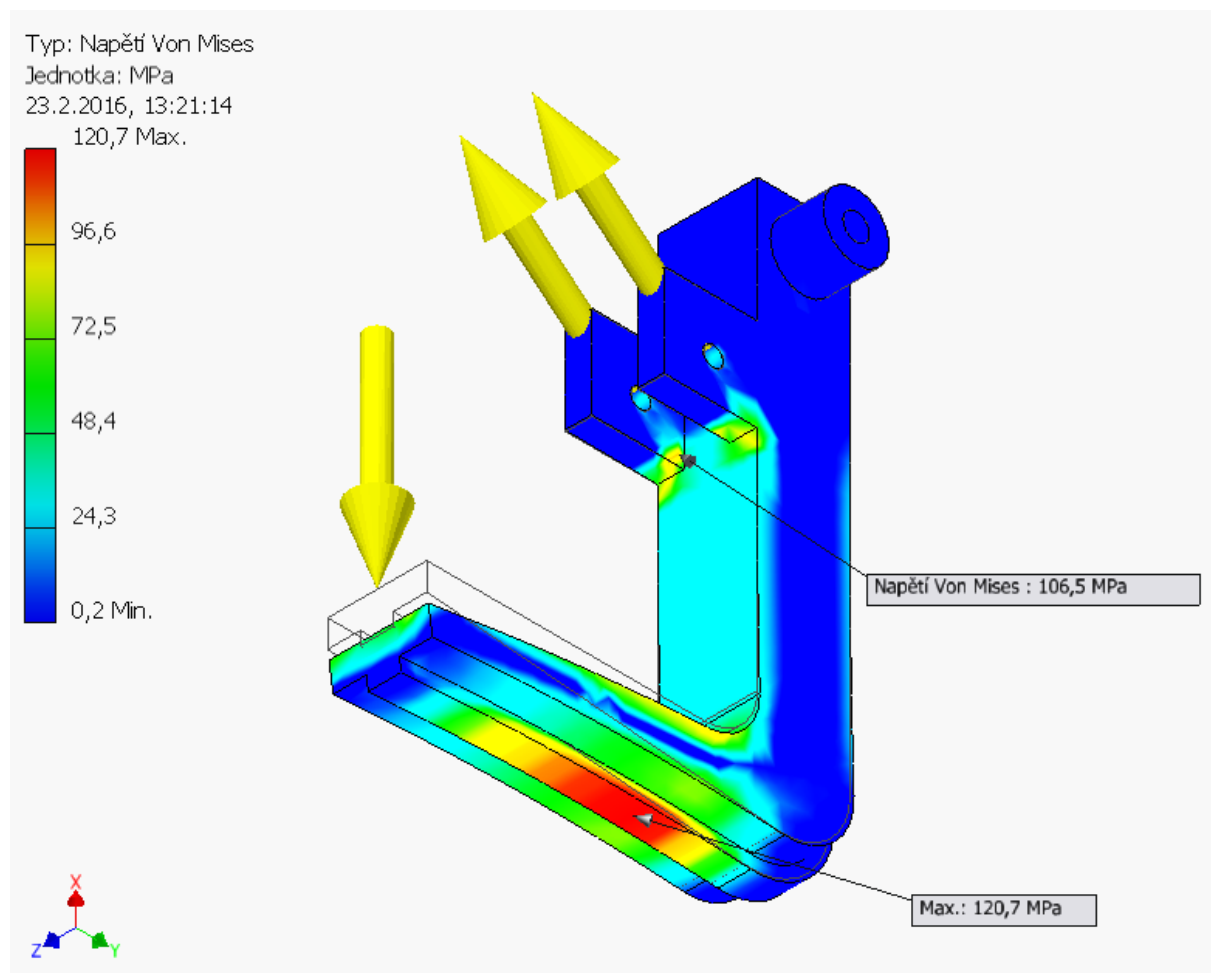 Typ: Napětí Von Mises
Jednotka: MPa
23.2.2016, 13:21:14
120,7 Max.
96,6
72,5
48,4
24,3
0,2 Min.
Napětí Von Mises : 106,5 MPa
Max.: 120,7 MPa
X
Z
Y